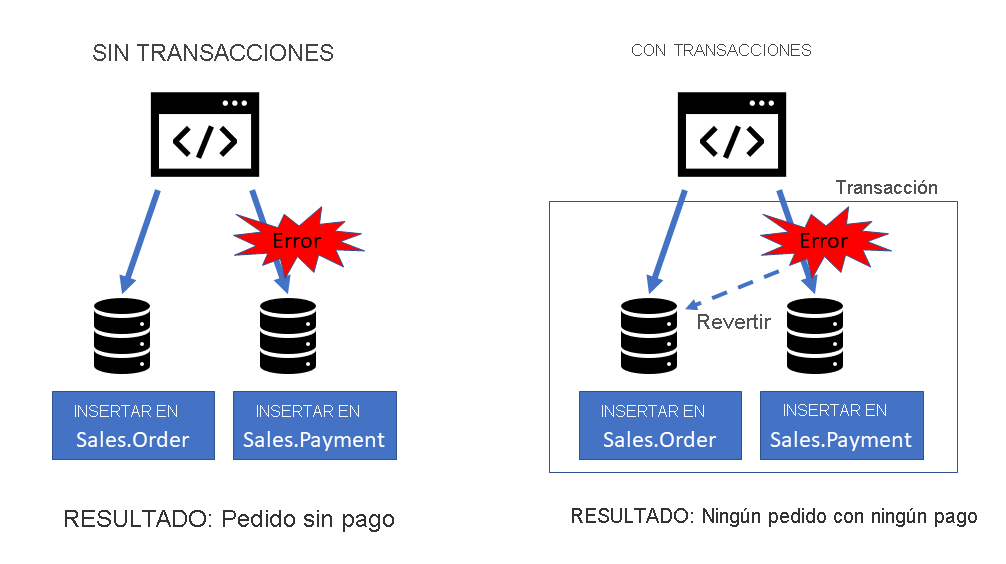 SIN TRANSACCIONES
</>
Error
INSERTAR EN
Sales.Order
INSERTAR EN
Sales.Payment
RESULTADO: Pedido sin pago
CON TRANSACCIONES
</>
Transacción
Error
Revertir
INSERTAR EN
Sales.Order
INSERTAR EN
Sales.Payment
RESULTADO: Ningún pedido con ningún pago